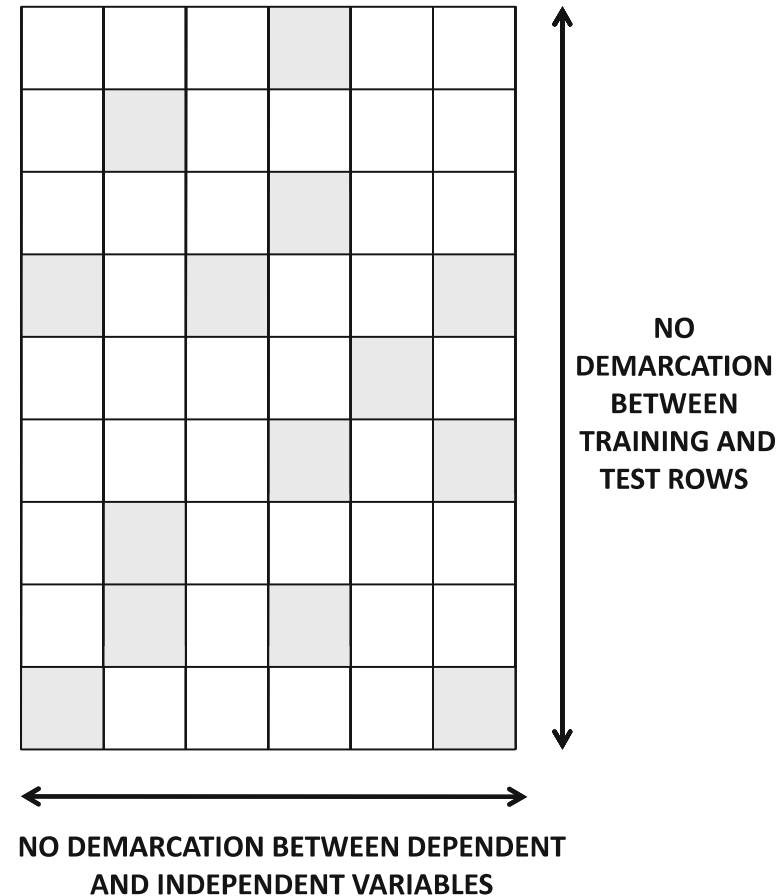 NO
DEMARCATION
BETWEEN
TRAINING AND
TEST ROWS
NO DEMARCATION BETWEEN DEPENDENT
AND INDEPENDENT VARIABLES